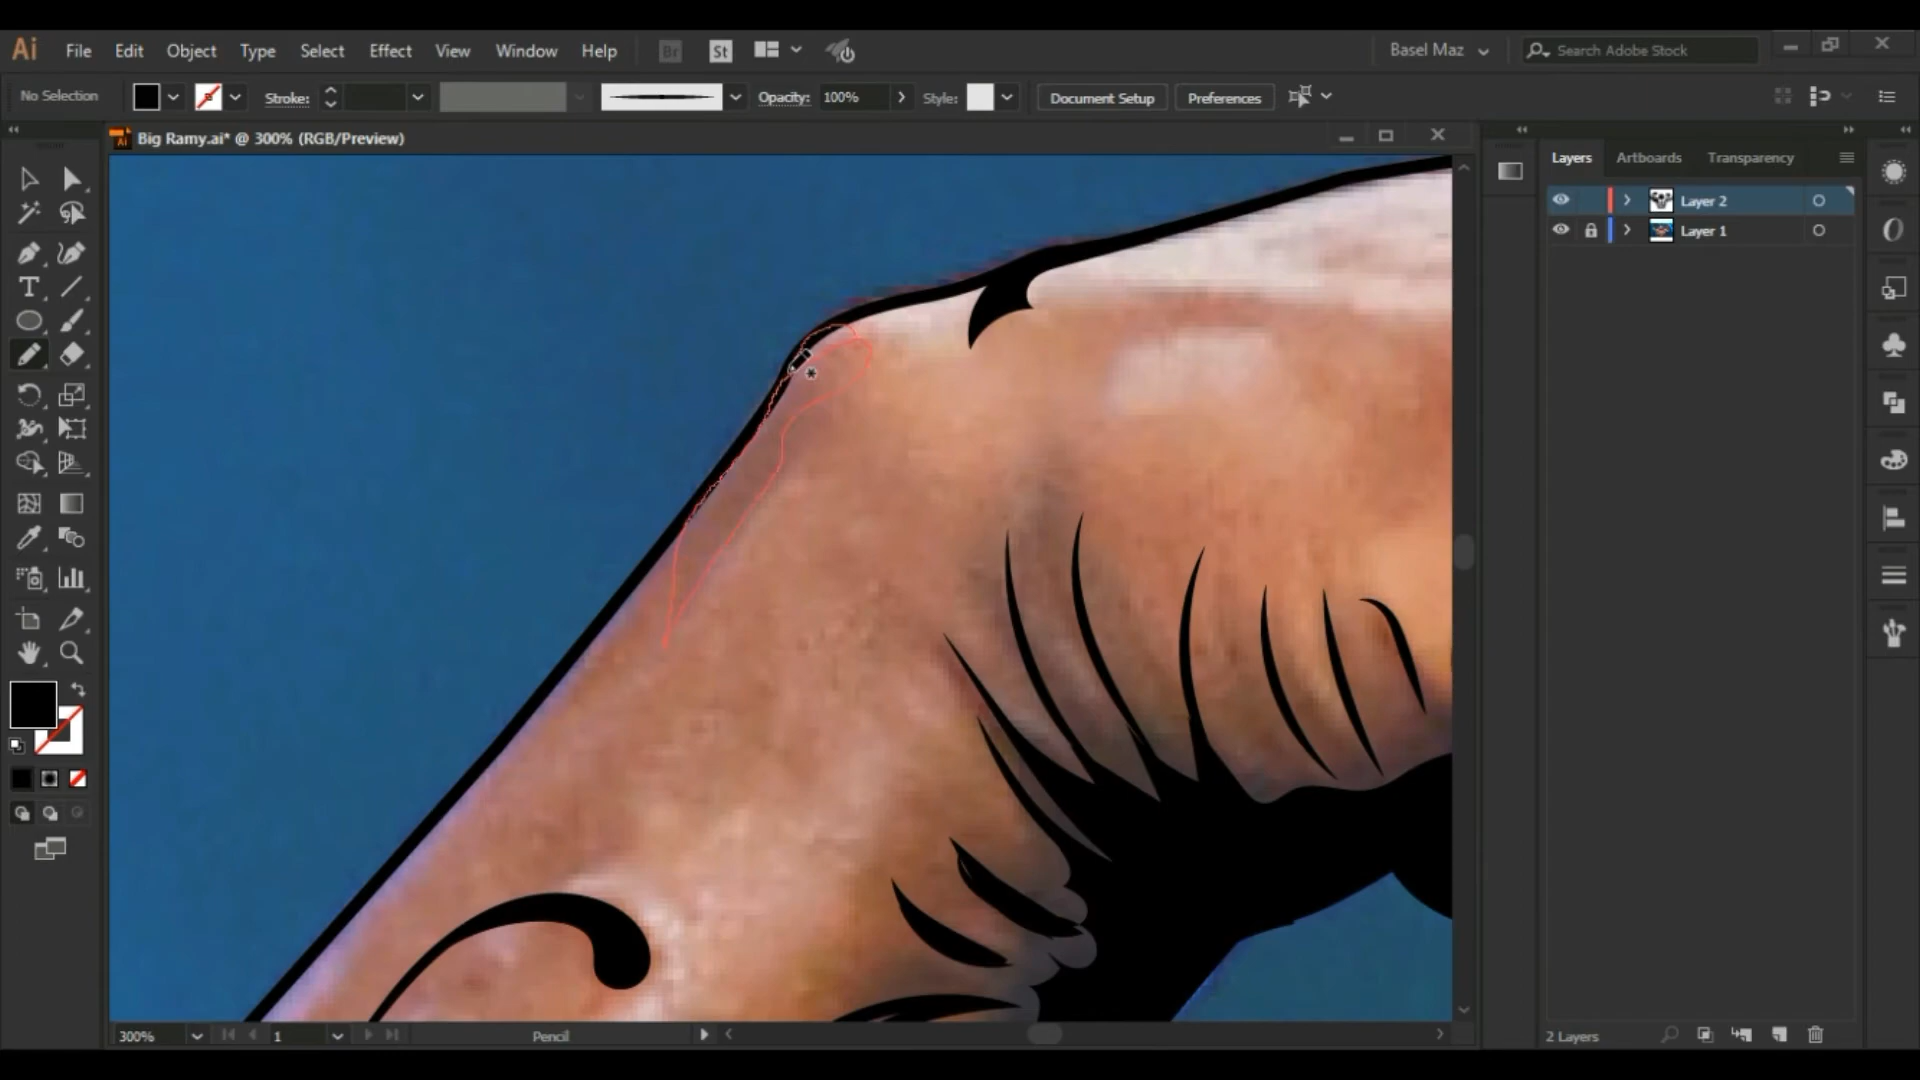 Ai File Edit Object Type Select Effect View Window Help Br St Basel Maz Search Adobe Stock
No Selection Stroke: Opacity: 100% Style: Document Setup Preferences
Big Ramy.ai* @ 300% (RGB/Preview)
Layers Artboards Transparency
Layer 2
Layer 1
300% 1 Pencil
2 Layers